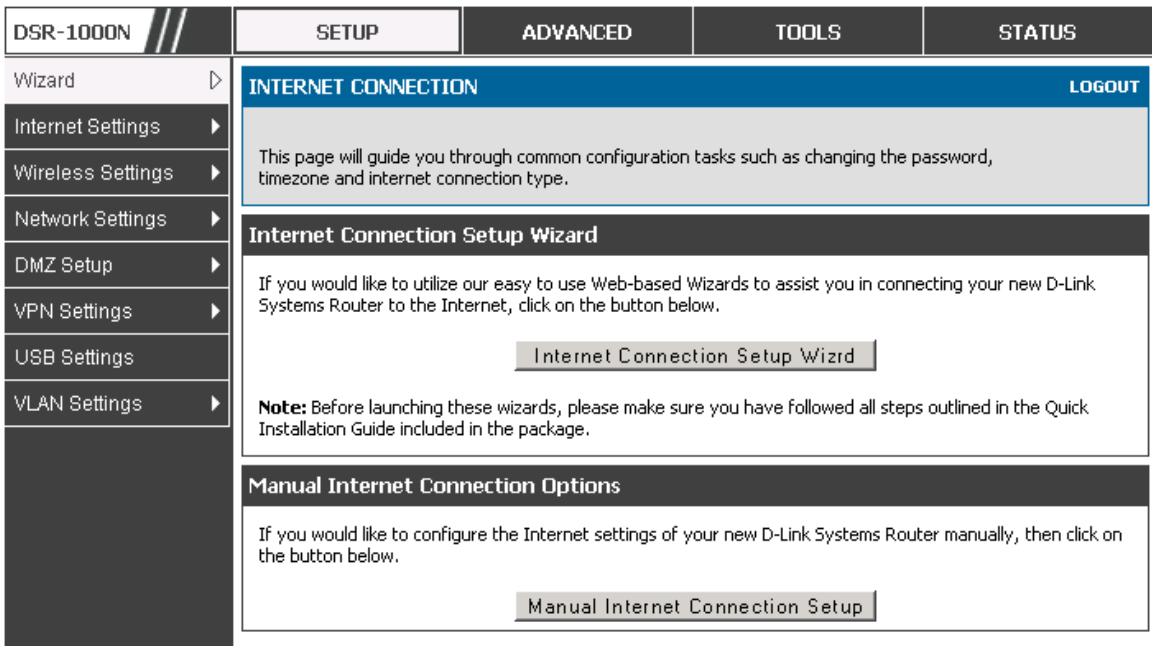 DSR-1000N
SETUP
ADVANCED
TOOLS
STATUS
Wizard
Internet Settings
Wireless Settings
Network Settings
DMZ Setup
VPN Settings
USB Settings
VLAN Settings
INTERNET CONNECTION
LOGOUT
This page will guide you through common configuration tasks such as changing the password,
timezone and internet connection type.
Internet Connection Setup Wizard
If you would like to utilize our easy to use Web-based Wizards to assist you in connecting your new D-Link
Systems Router to the Internet, click on the button below.
Internet Connection Setup Wizrd
Note: Before launching these wizards, please make sure you have followed all steps outlined in the Quick
Installation Guide included in the package.
Manual Internet Connection Options
If you would like to configure the Internet settings of your new D-Link Systems Router manually, then click on
the button below.
Manual Internet Connection Setup